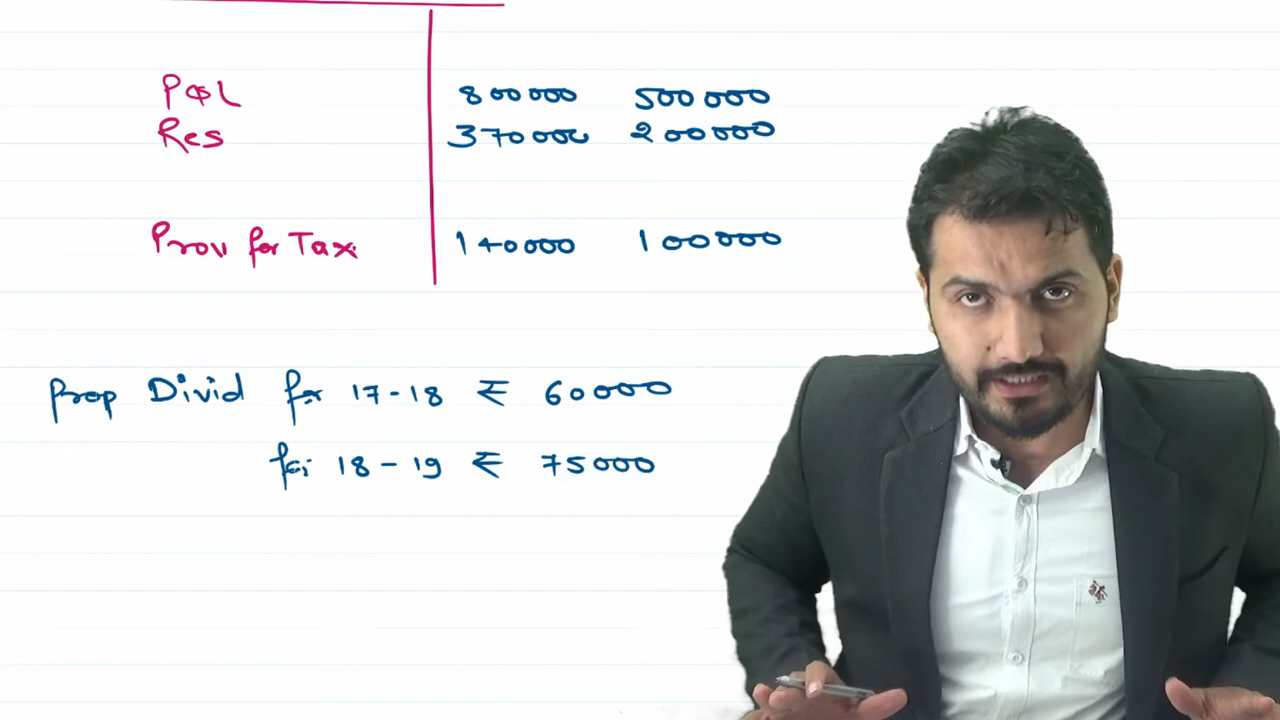 P&L 800000 500000
Res 370000 200000
Prov for Tax 140000 100000
Prop Divid for 17-18 ₹ 60000
for 18-19 ₹ 75000